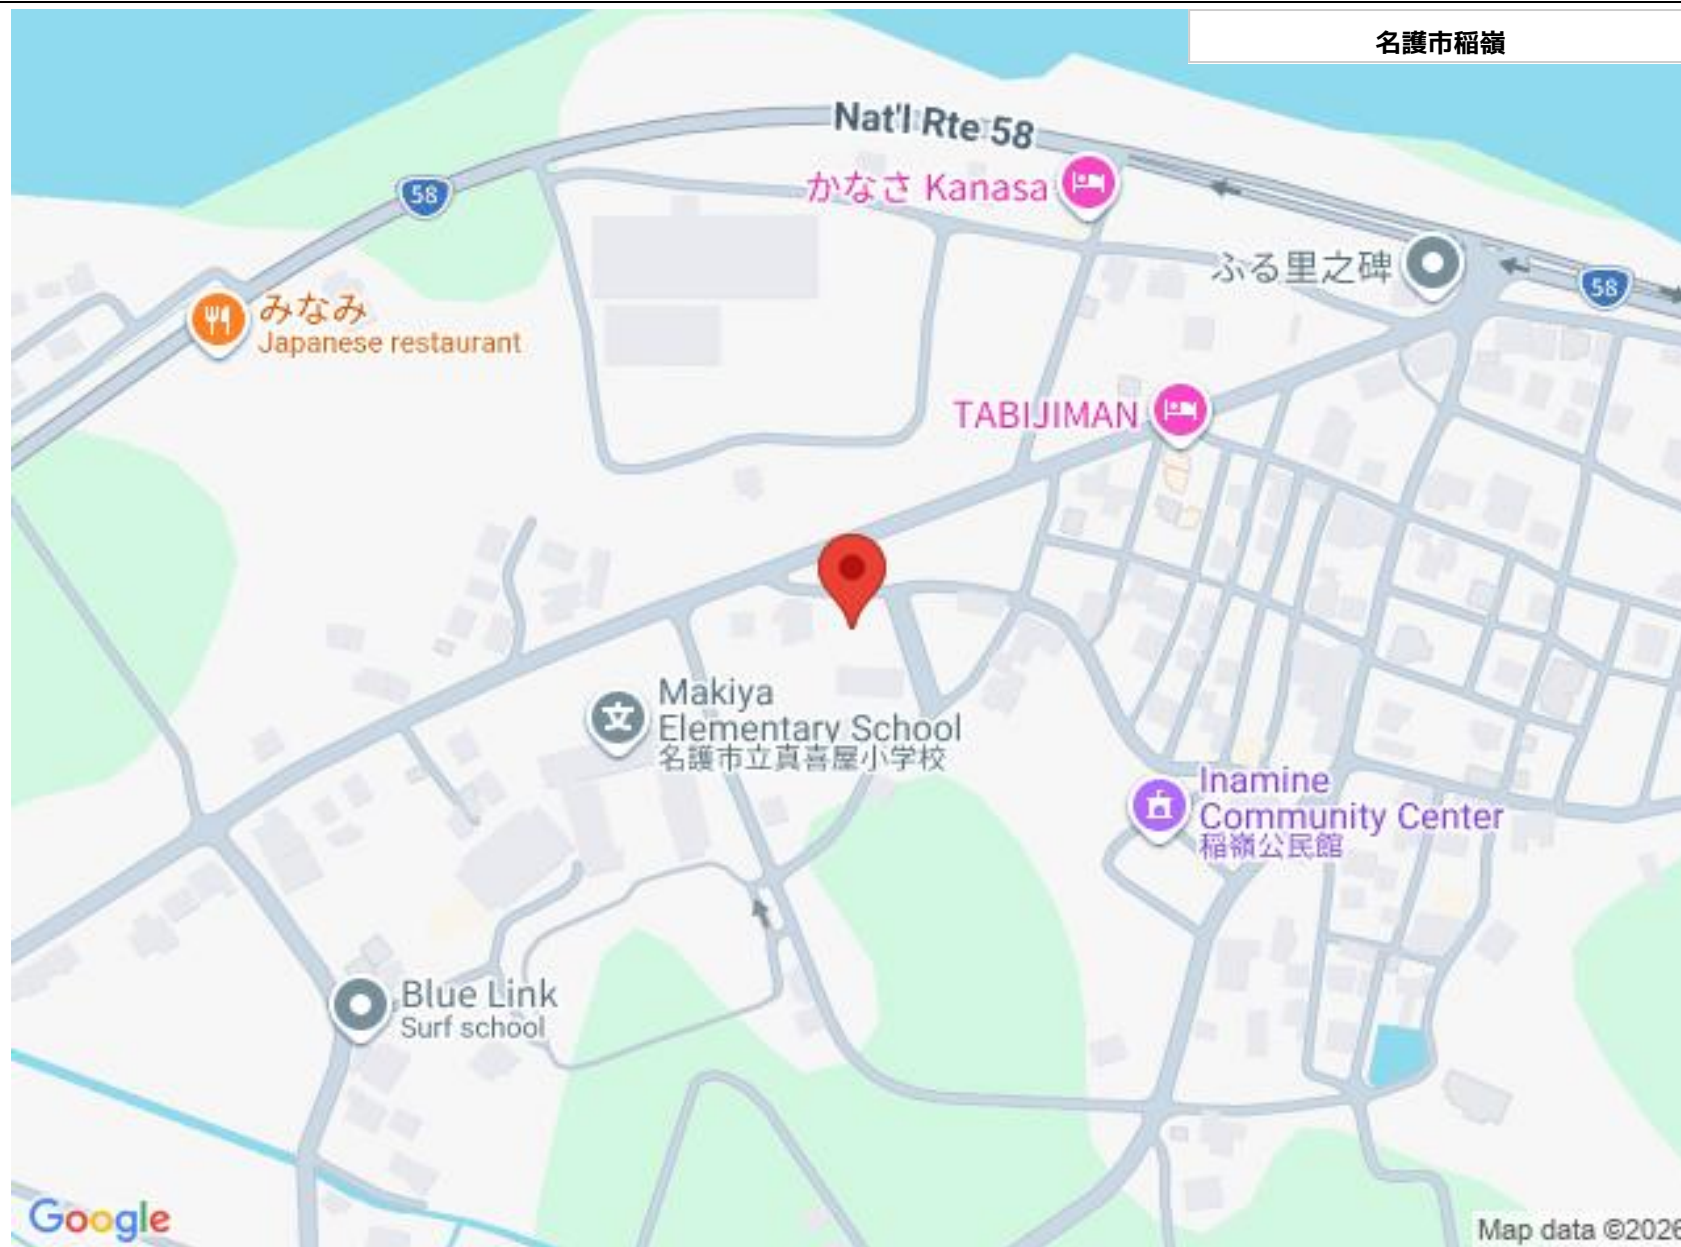 名護市稲嶺
Nat'l Rte 58
58
かなさ Kanasa
ふる里之碑
58
みなみ
Japanese restaurant
TABIJIMAN
Makiya
Elementary School
名護市立真喜屋小学校
Inamine
Community Center
稲嶺公民館
Blue Link
Surf school
Google
Map data ©2026